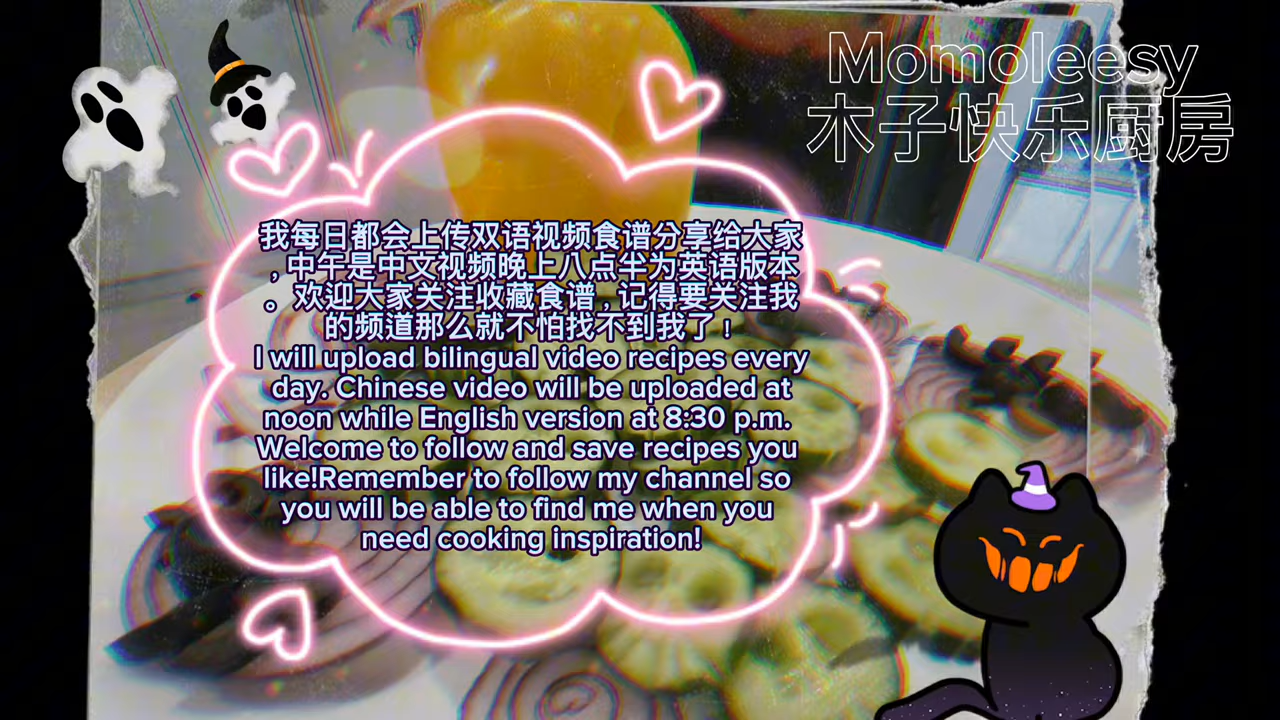 Momoleesy
木子快乐厨房
我每日都会上传双语视频食谱分享给大家
，中午是中文视频晚上八点半为英语版本
。欢迎大家关注收藏食谱，记得要关注我
的频道那么就不怕找不到我了！
I will upload bilingual video recipes every
day. Chinese video will be uploaded at
noon while English version at 8:30 p.m.
Welcome to follow and save recipes you
like!Remember to follow my channel so
you will be able to find me when you
need cooking inspiration!